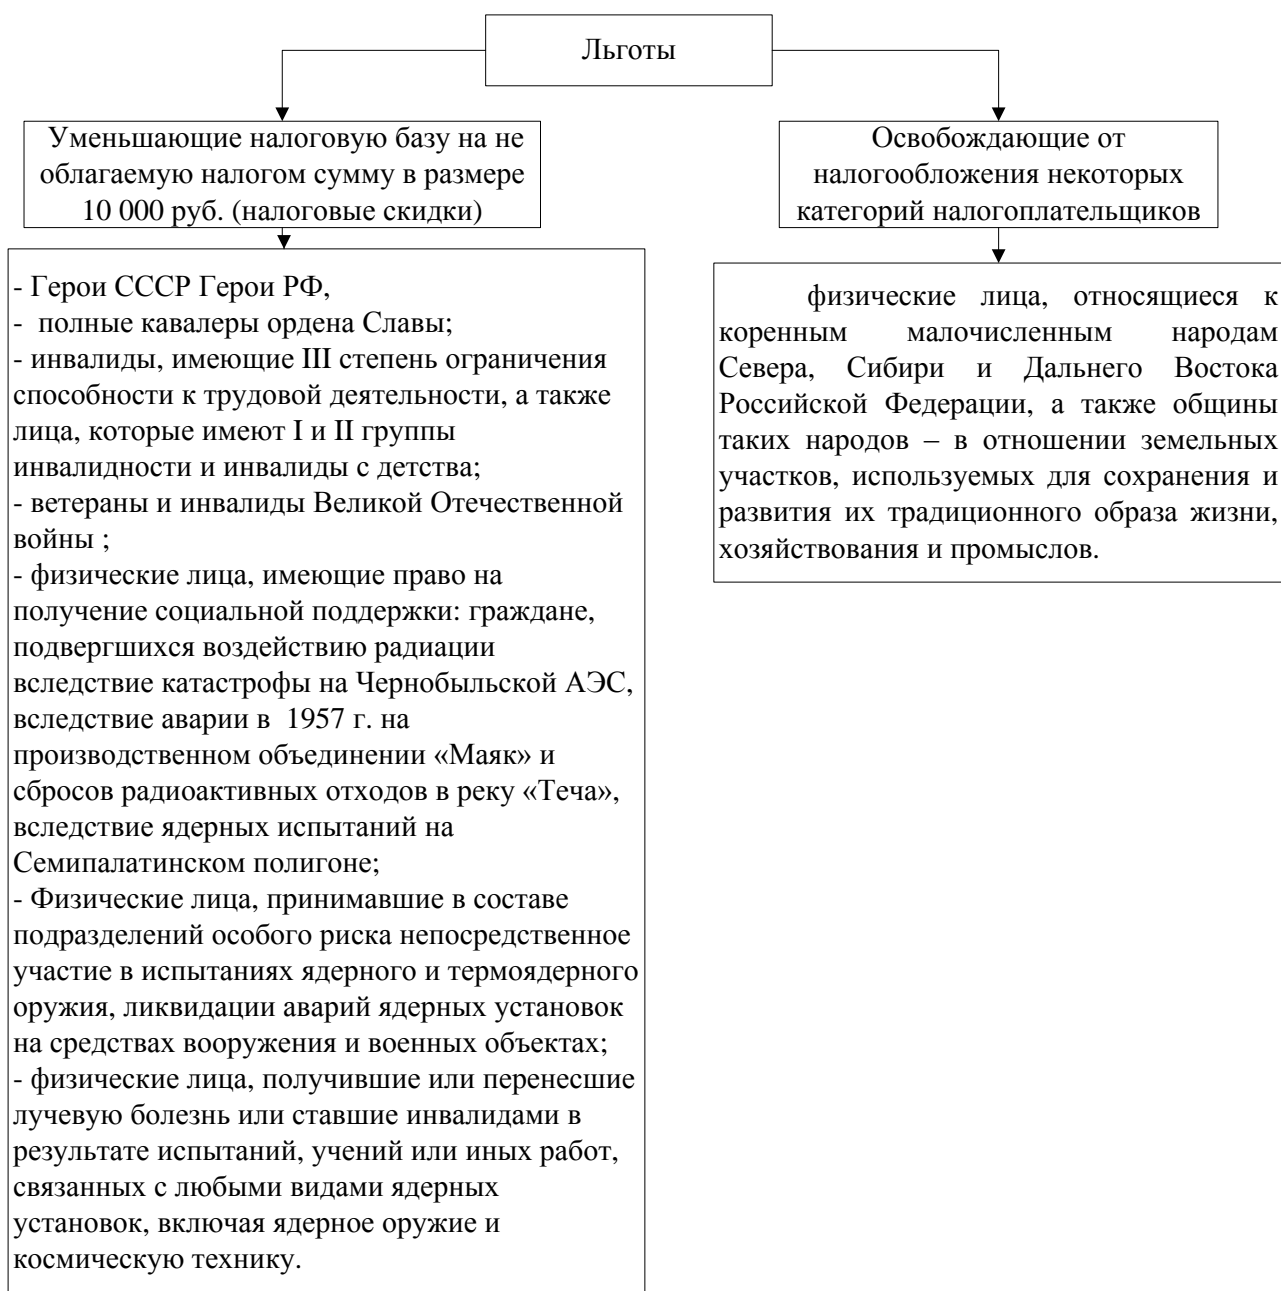 Льготы
Уменьшающие налоговую базу на не
облагаемую налогом сумму в размере
10 000 руб. (налоговые скидки)
Освобождающие от
налогообложения некоторых
категорий налогоплательщиков
- Герои СССР Герои РФ,
- полные кавалеры ордена Славы;
- инвалиды, имеющие III степень ограничения
способности к трудовой деятельности, а также
лица, которые имеют I и II группы
инвалидности и инвалиды с детства;
- ветераны и инвалиды Великой Отечественной
войны ;
- физические лица, имеющие право на
получение социальной поддержки: граждане,
подвергшихся воздействию радиации
вследствие катастрофы на Чернобыльской АЭС,
вследствие аварии в 1957 г. на
производственном объединении «Маяк» и
сбросов радиоактивных отходов в реку «Теча»,
вследствие ядерных испытаний на
Семипалатинском полигоне;
- Физические лица, принимавшие в составе
подразделений особого риска непосредственное
участие в испытаниях ядерного и термоядерного
оружия, ликвидации аварий ядерных установок
на средствах вооружения и военных объектах;
- физические лица, получившие или перенесшие
лучевую болезнь или ставшие инвалидами в
результате испытаний, учений или иных работ,
связанных с любыми видами ядерных
установок, включая ядерное оружие и
космическую технику.
физические лица, относящиеся к
коренным малочисленным народам
Севера, Сибири и Дальнего Востока
Российской Федерации, а также общины
таких народов – в отношении земельных
участков, используемых для сохранения и
развития их традиционного образа жизни,
хозяйствования и промыслов.